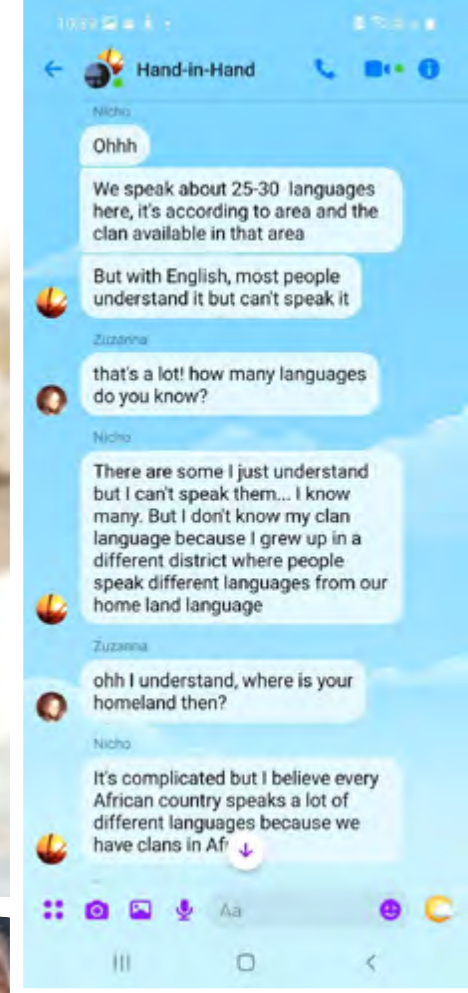 Hand-in-Hand
Nicho
Ohhh
We speak about 25-30 languages
here, it's according to area and the
clan available in that area
But with English, most people
understand it but can't speak it
Zuzanna
that's a lot! how many languages
do you know?
Nicho
There are some I just understand
but I can't speak them... I know
many. But I don't know my clan
language because I grew up in a
different district where people
speak different languages from our
home land language
Zuzanna
ohh I understand, where is your
homeland then?
Nicho
It's complicated but I believe every
African country speaks a lot of
different languages because we
have clans in
Aa